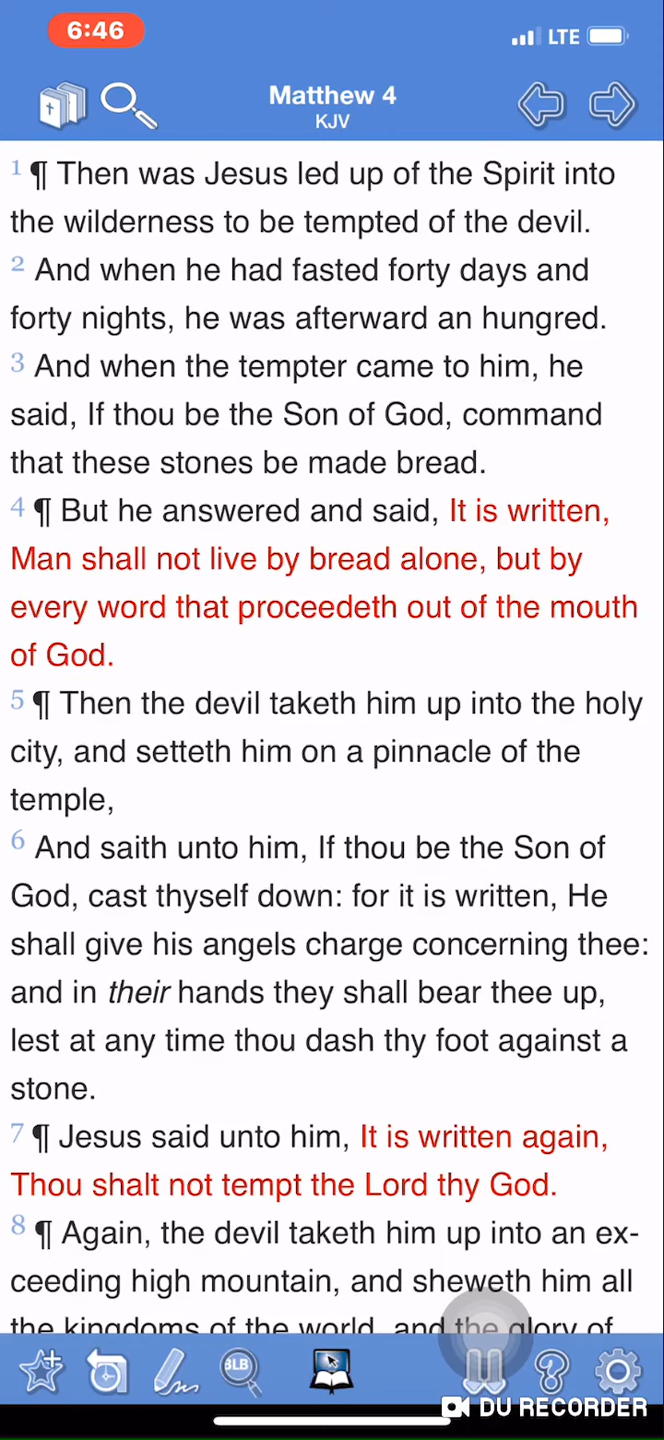 6:46
LTE
Matthew 4
KJV
1 ¶ Then was Jesus led up of the Spirit into
the wilderness to be tempted of the devil.
2 And when he had fasted forty days and
forty nights, he was afterward an hungred.
3 And when the tempter came to him, he
said, If thou be the Son of God, command
that these stones be made bread.
4 ¶ But he answered and said, It is written,
Man shall not live by bread alone, but by
every word that proceedeth out of the mouth
of God.
5 ¶ Then the devil taketh him up into the holy
city, and setteth him on a pinnacle of the
temple,
6 And saith unto him, If thou be the Son of
God, cast thyself down: for it is written, He
shall give his angels charge concerning thee:
and in their hands they shall bear thee up,
lest at any time thou dash thy foot against a
stone.
7 ¶ Jesus said unto him, It is written again,
Thou shalt not tempt the Lord thy God.
8 ¶ Again, the devil taketh him up into an ex-
ceeding high mountain, and sheweth him all
the kingdoms of the world, and the glory of
BLB
DU RECORDER